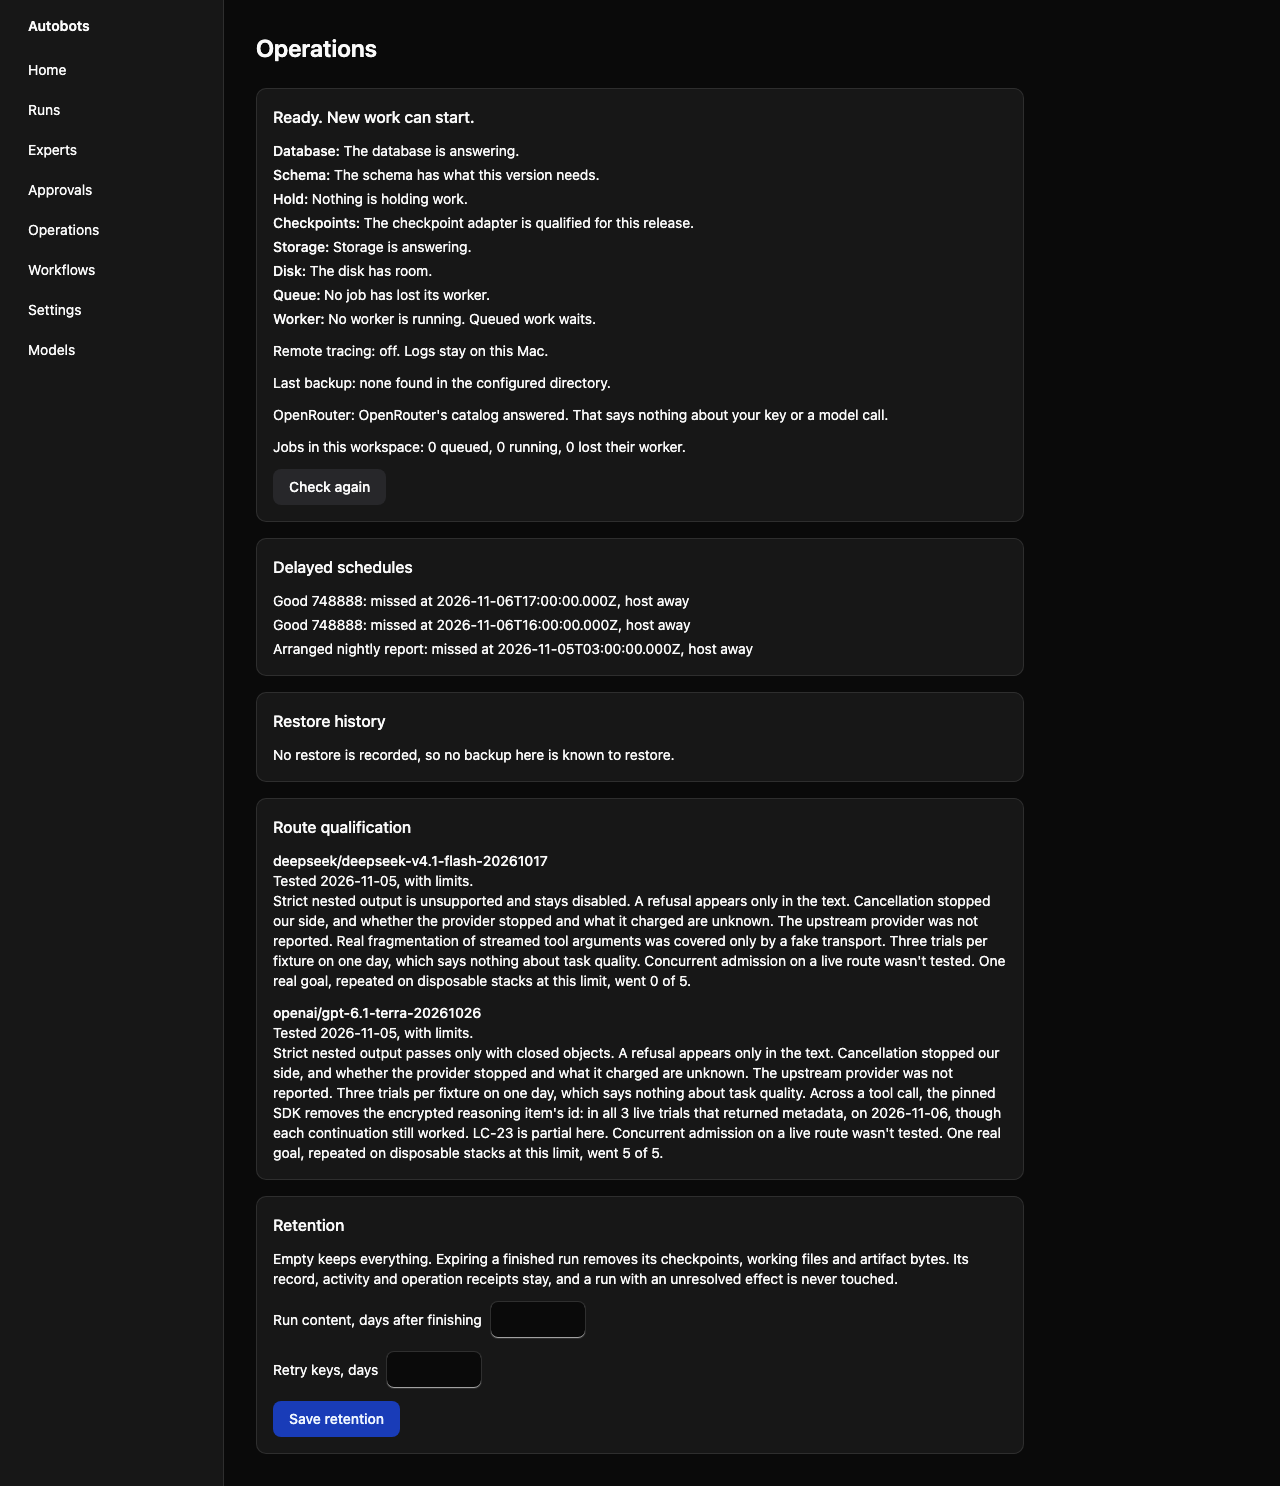 Autobots
Home
Runs
Experts
Approvals
Operations
Workflows
Settings
Models
Operations
Ready. New work can start.
Database: The database is answering.
Schema: The schema has what this version needs.
Hold: Nothing is holding work.
Checkpoints: The checkpoint adapter is qualified for this release.
Storage: Storage is answering.
Disk: The disk has room.
Queue: No job has lost its worker.
Worker: No worker is running. Queued work waits.
Remote tracing: off. Logs stay on this Mac.
Last backup: none found in the configured directory.
OpenRouter: OpenRouter's catalog answered. That says nothing about your key or a model call.
Jobs in this workspace: 0 queued, 0 running, 0 lost their worker.
Check again
Delayed schedules
Good 748888: missed at 2026-11-06T17:00:00.000Z, host away
Good 748888: missed at 2026-11-06T16:00:00.000Z, host away
Arranged nightly report: missed at 2026-11-05T03:00:00.000Z, host away
Restore history
No restore is recorded, so no backup here is known to restore.
Route qualification
deepseek/deepseek-v4.1-flash-20261017
Tested 2026-11-05, with limits.
Strict nested output is unsupported and stays disabled. A refusal appears only in the text. Cancellation stopped
our side, and whether the provider stopped and what it charged are unknown. The upstream provider was not
reported. Real fragmentation of streamed tool arguments was covered only by a fake transport. Three trials per
fixture on one day, which says nothing about task quality. Concurrent admission on a live route wasn't tested. One
real goal, repeated on disposable stacks at this limit, went 0 of 5.
openai/gpt-6.1-terra-20261026
Tested 2026-11-05, with limits.
Strict nested output passes only with closed objects. A refusal appears only in the text. Cancellation stopped our
side, and whether the provider stopped and what it charged are unknown. The upstream provider was not
reported. Three trials per fixture on one day, which says nothing about task quality. Across a tool call, the pinned
SDK removes the encrypted reasoning item's id: in all 3 live trials that returned metadata, on 2026-11-06, though
each continuation still worked. LC-23 is partial here. Concurrent admission on a live route wasn't tested. One real
goal, repeated on disposable stacks at this limit, went 5 of 5.
Retention
Empty keeps everything. Expiring a finished run removes its checkpoints, working files and artifact bytes. Its
record, activity and operation receipts stay, and a run with an unresolved effect is never touched.
Run content, days after finishing
Retry keys, days
Save retention